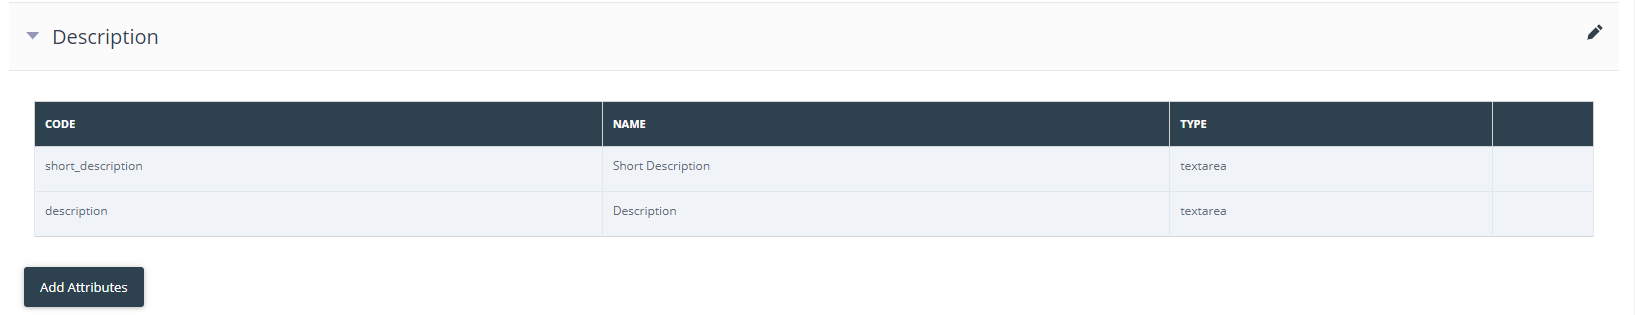 Description
CODE NAME TYPE
short_description Short Description textarea
description Description textarea
Add Attributes